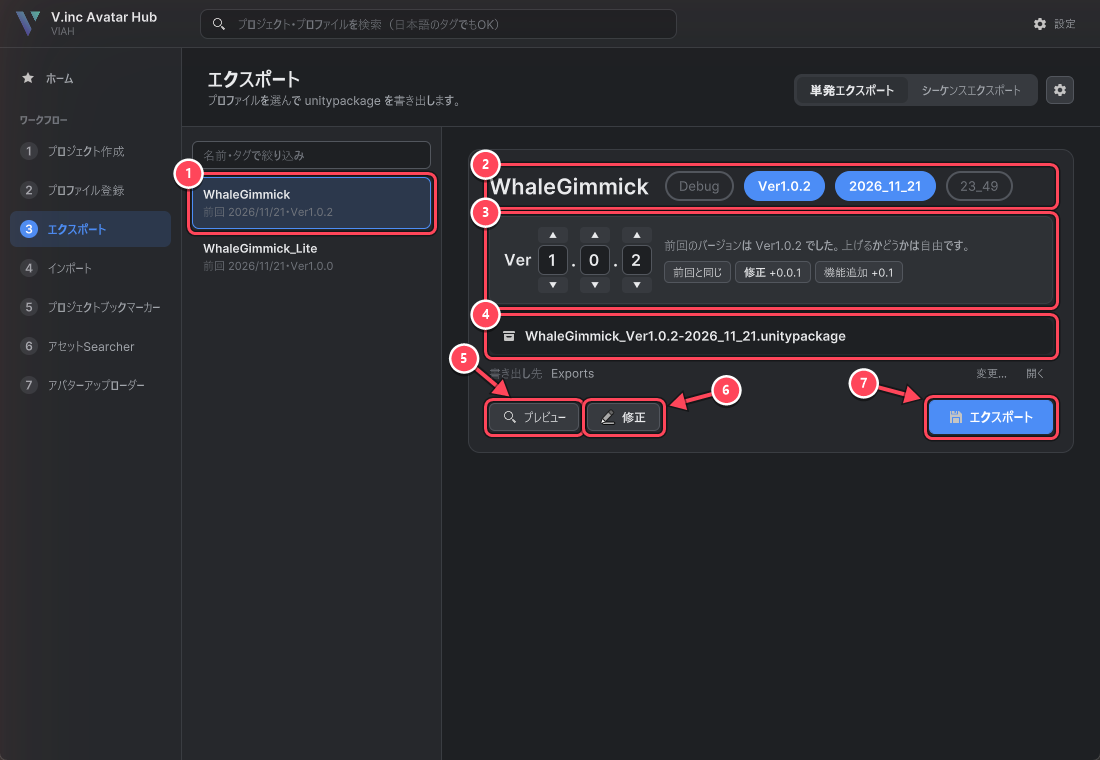 V.inc Avatar Hub
VIAH
プロジェクト・プロファイルを検索（日本語のタグでもOK）
設定
ホーム
ワークフロー
1 プロジェクト作成
2 プロファイル登録
3 エクスポート
4 インポート
5 プロジェクトブックマーカー
6 アセットSearcher
7 アバターアップローダー
エクスポート
プロファイルを選んで unitypackage を書き出します。
単発エクスポート
シーケンスエクスポート
名前・タグで絞り込み
1
WhaleGimmick
前回 2026/11/21・Ver1.0.2
WhaleGimmick_Lite
前回 2026/11/21・Ver1.0.0
2
WhaleGimmick Debug Ver1.0.2 2026_11_21 23_49
3
Ver 1 . 0 . 2
前回のバージョンは Ver1.0.2 でした。上げるかどうかは自由です。
前回と同じ 修正 +0.0.1 機能追加 +0.1
4
WhaleGimmick_Ver1.0.2-2026_11_21.unitypackage
書き出し先 Exports 変更... 開く
5
6
7
プレビュー
修正
エクスポート